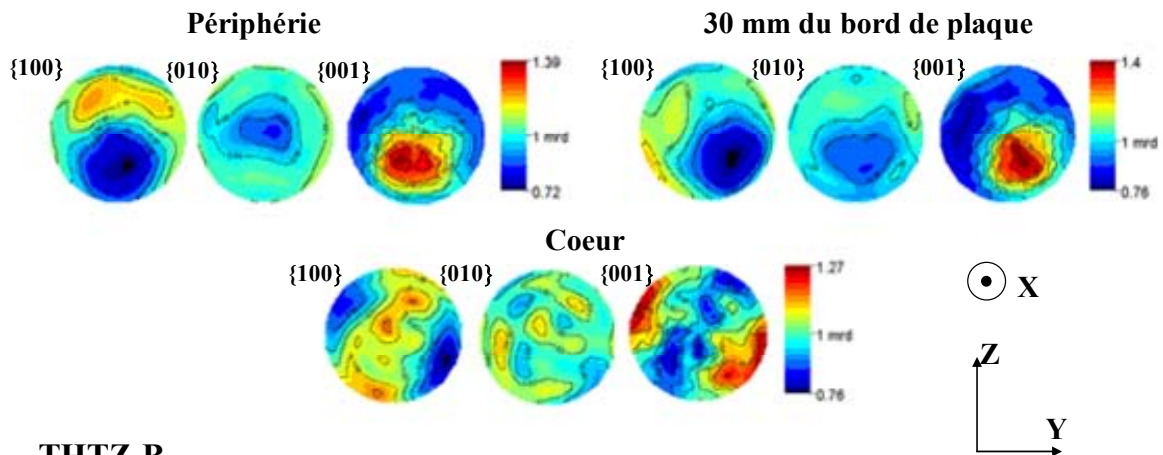 Périphérie
30 mm du bord de plaque
{100} {010} {001} 1.39
1 mrd
0.72
{100} {010} {001} 1.4
1 mrd
0.76
Coeur
{100} {010} {001} 1.27
1 mrd
0.76
X
Z
Y